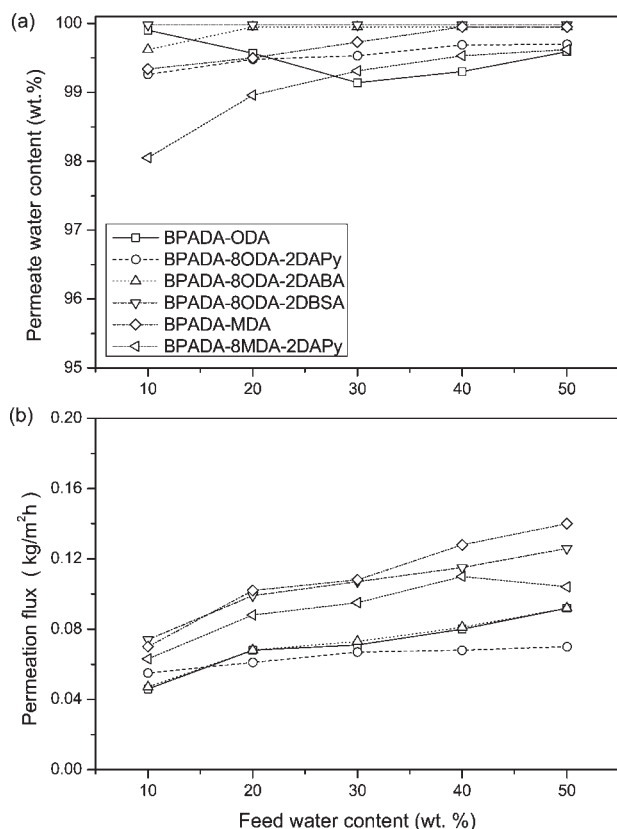 (a)
Permeate water content (wt.%)
100
99
98
97
96
95
BPADA-ODA
BPADA-8ODA-2DAPy
BPADA-8ODA-2DABA
BPADA-8ODA-2DBSA
BPADA-MDA
BPADA-8MDA-2DAPy
10 20 30 40 50
(b)
Permeation flux ( kg/m²h )
0.20
0.16
0.12
0.08
0.04
0.00
10 20 30 40 50
Feed water content (wt. %)